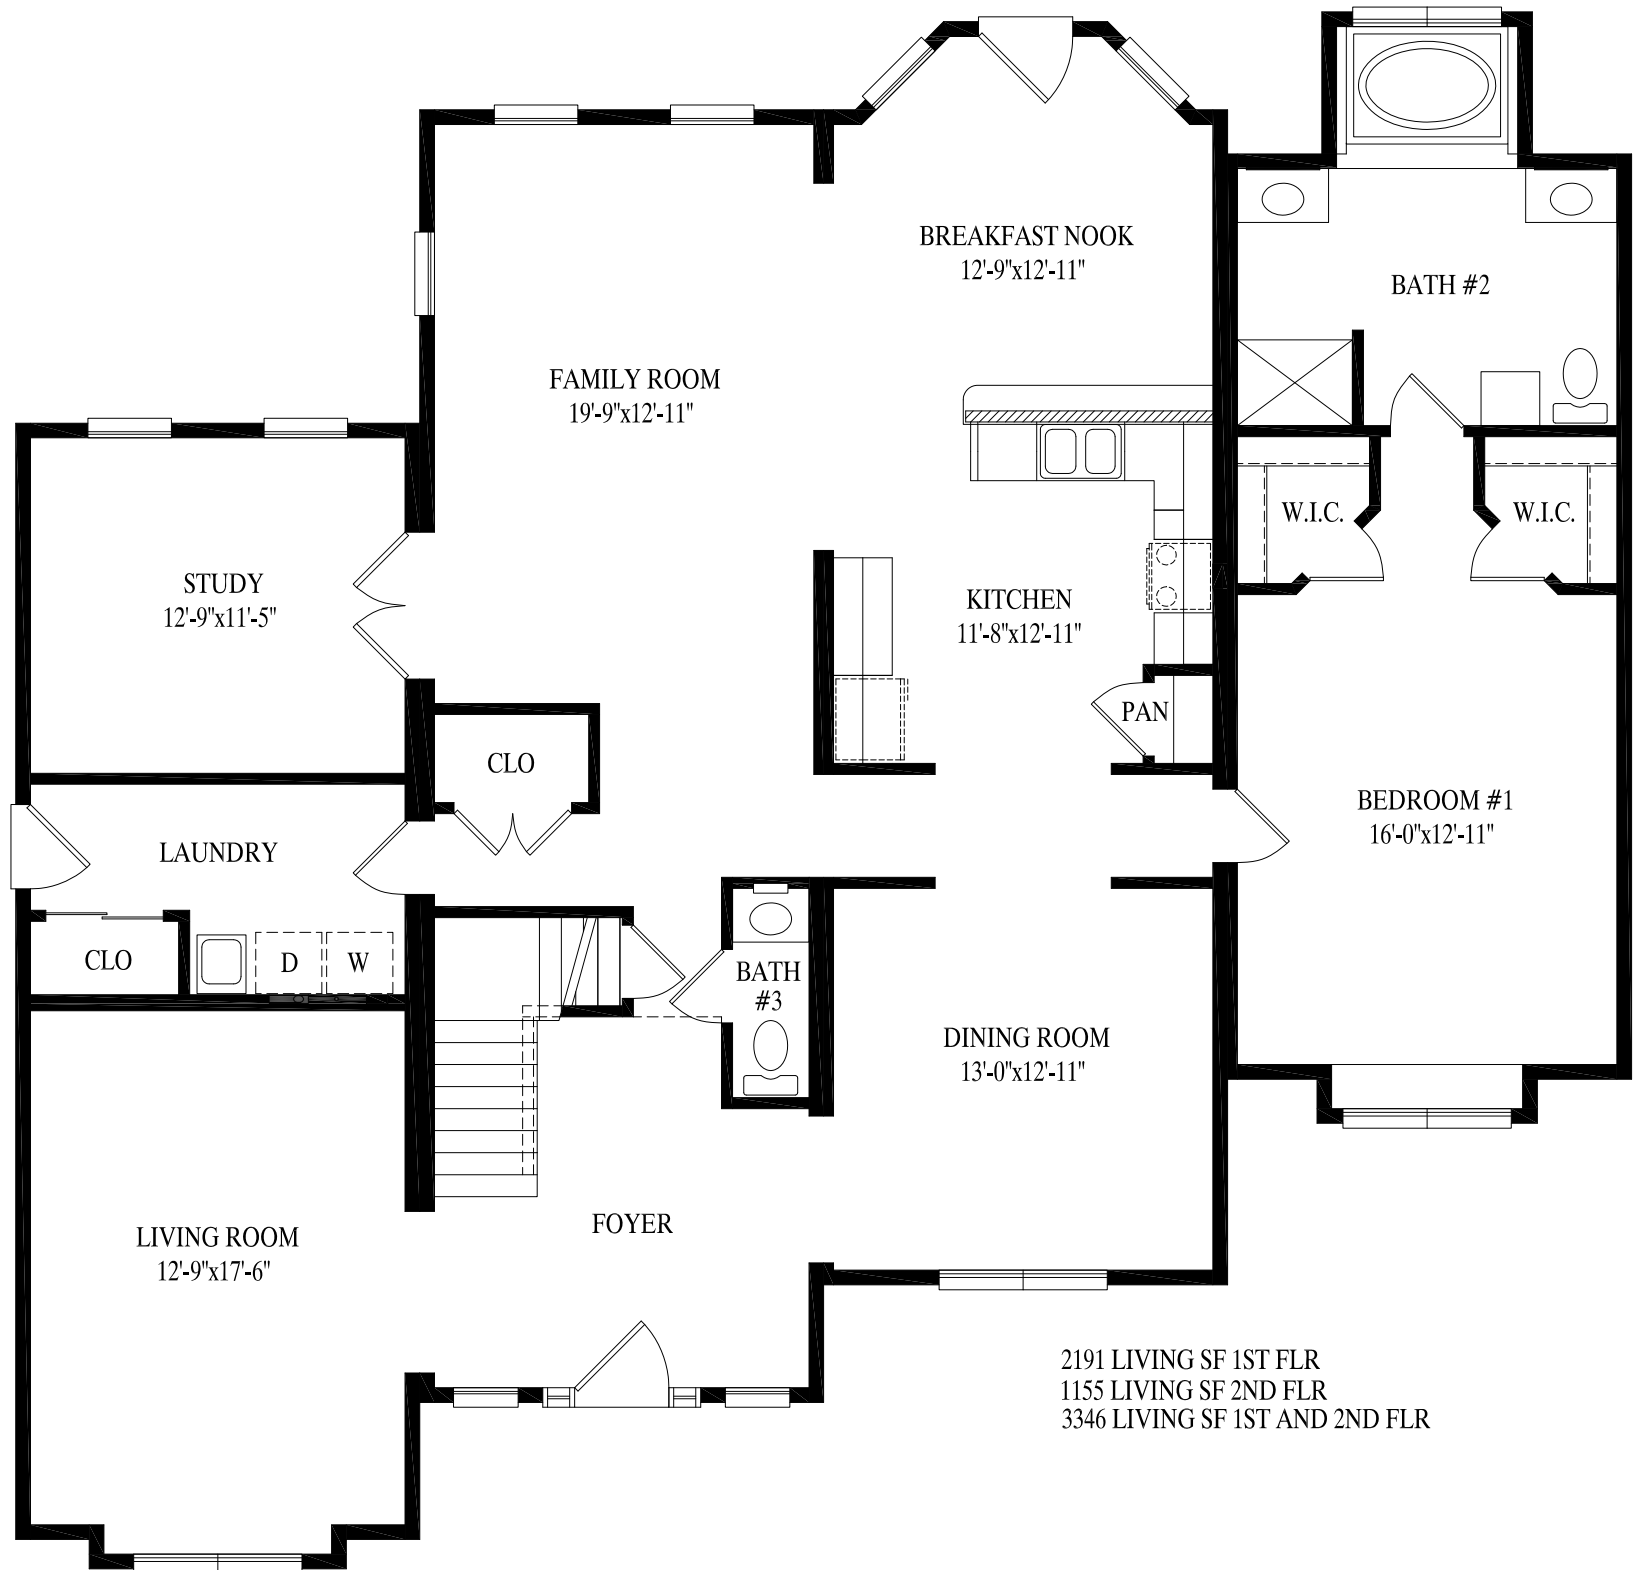 BREAKFAST NOOK
12'-9"x12'-11"
BATH #2
FAMILY ROOM
19'-9"x12'-11"
W.I.C.
W.I.C.
STUDY
12'-9"x11'-5"
KITCHEN
11'-8"x12'-11"
PAN
CLO
BEDROOM #1
16'-0"x12'-11"
LAUNDRY
CLO
D
W
BATH
#3
DINING ROOM
13'-0"x12'-11"
LIVING ROOM
12'-9"x17'-6"
FOYER
2191 LIVING SF 1ST FLR
1155 LIVING SF 2ND FLR
3346 LIVING SF 1ST AND 2ND FLR